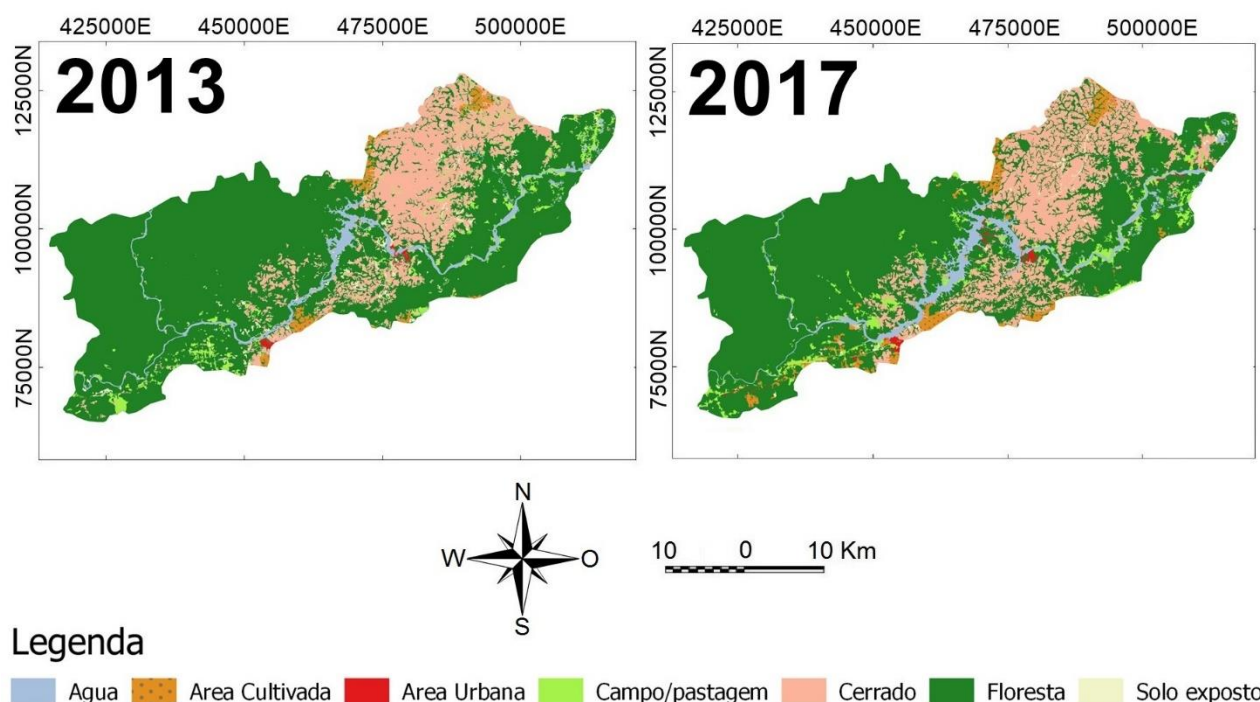 425000E 450000E 475000E 500000E
2013
125000N
100000N
75000N
425000E 450000E 475000E 500000E
2017
125000N
100000N
75000N
N
W O
S
10 0 10 Km
Legenda
Agua Area Cultivada Area Urbana Campo/pastagem Cerrado Floresta Solo exposto